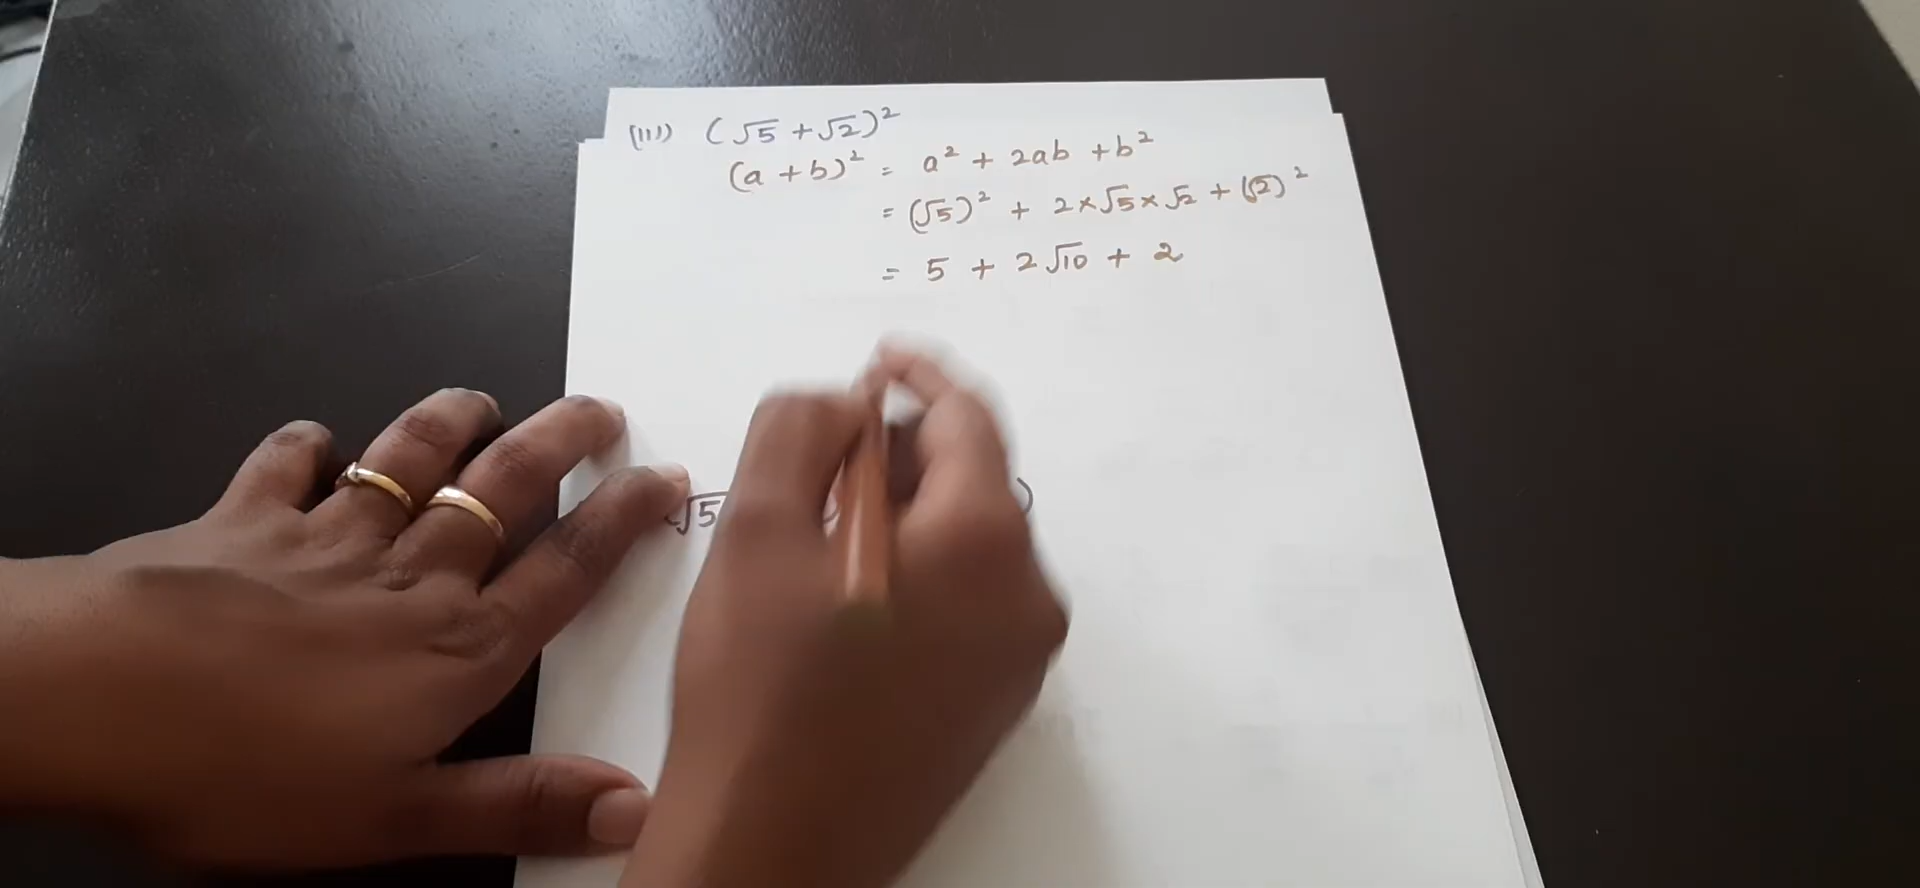 (iii) (√5 + √2)²
(a + b)² = a² + 2ab + b²
= (√5)² + 2×√5×√2 + (√2)²
= 5 + 2√10 + 2
(√5
)